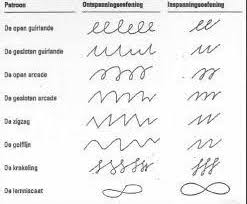 Patroon Ontspanningsoefening Inspanningsoefening
De open guirlande
De gesloten guirlande
De open arcade
De gesloten arcade
De zigzag
De golflijn
De krakeling
De lemniscaat